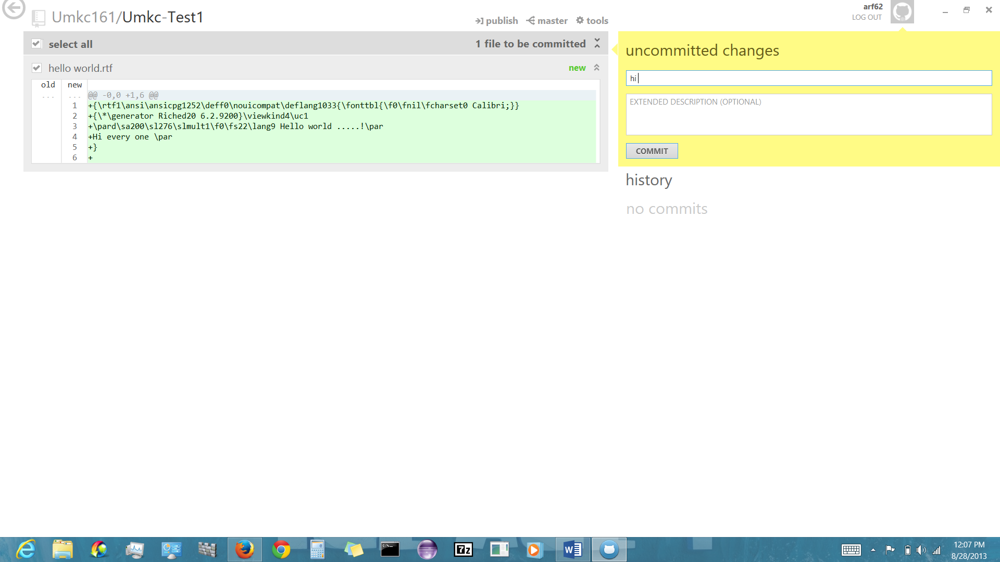 Umkc161/Umkc-Test1
publish master tools
arf62
LOG OUT
select all 1 file to be committed
hello world.rtf new
old new
... ... @@ -0,0 +1,6 @@
1 +{\rtf1\ansi\ansicpg1252\deff0\nouicompat\deflang1033{\fonttbl{\f0\fnil\fcharset0 Calibri;}}
2 +{\*\generator Riched20 6.2.9200}\viewkind4\uc1
3 +\pard\sa200\sl276\slmult1\f0\fs22\lang9 Hello world .....!\par
4 +Hi every one \par
5 +}
6 +
uncommitted changes
hi
EXTENDED DESCRIPTION (OPTIONAL)
COMMIT
history
no commits
C:\.
7z
W
12:07 PM
8/28/2013